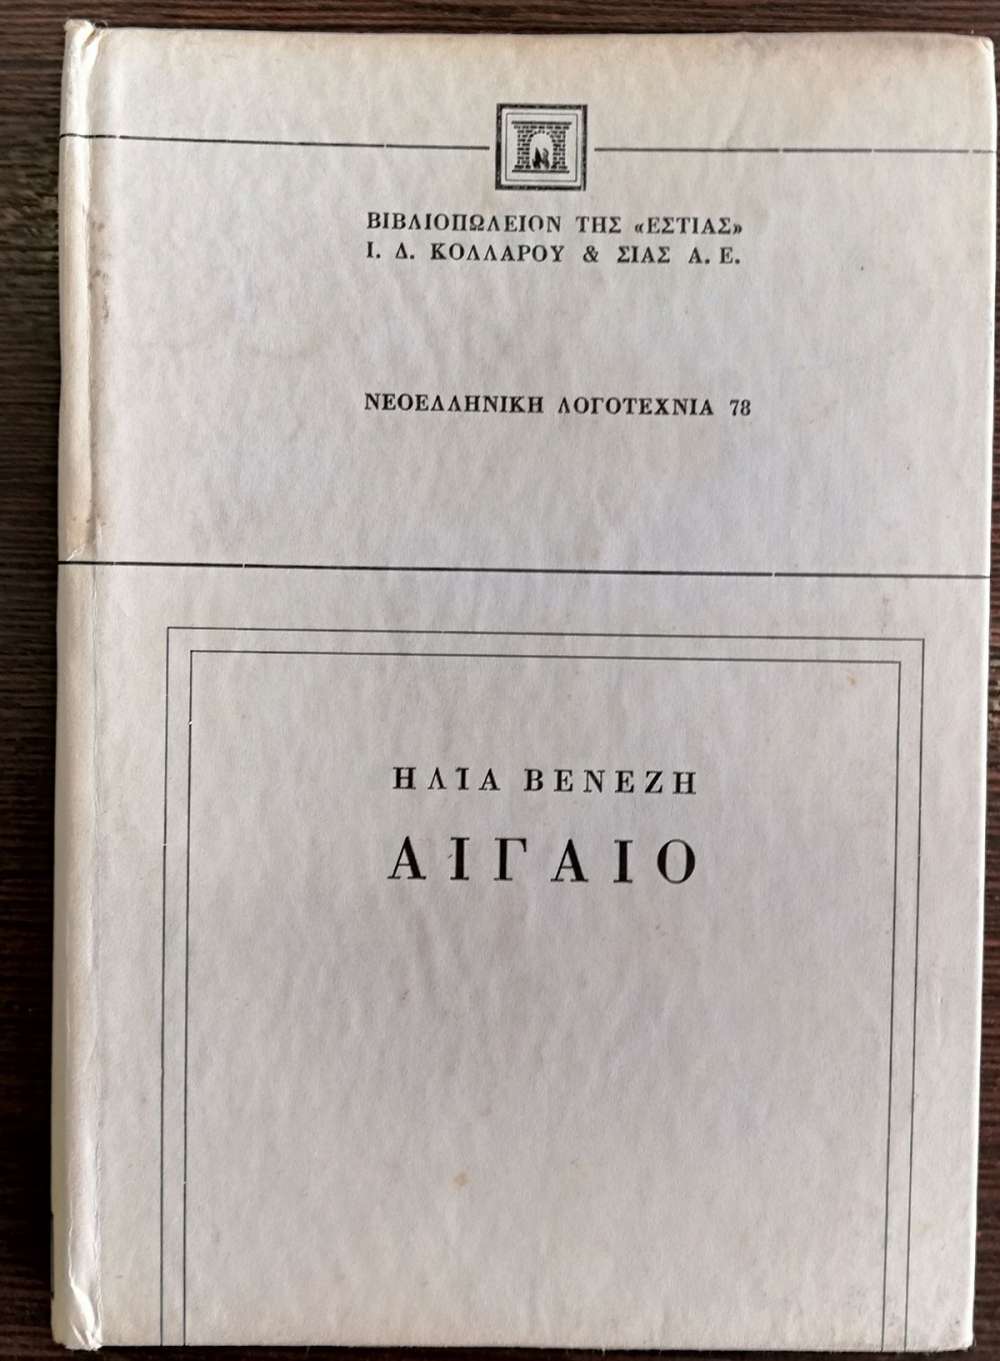 ΒΙΒΛΙΟΠΩΛΕΙΟΝ ΤΗΣ «ΕΣΤΙΑΣ»
Ι. Δ. ΚΟΛΛΑΡΟΥ & ΣΙΑΣ Α.Ε.
ΝΕΟΕΛΛΗΝΙΚΗ ΛΟΓΟΤΕΧΝΙΑ 78
ΗΛΙΑ ΒΕΝΕΖΗ
ΑΙΓΑΙΟ